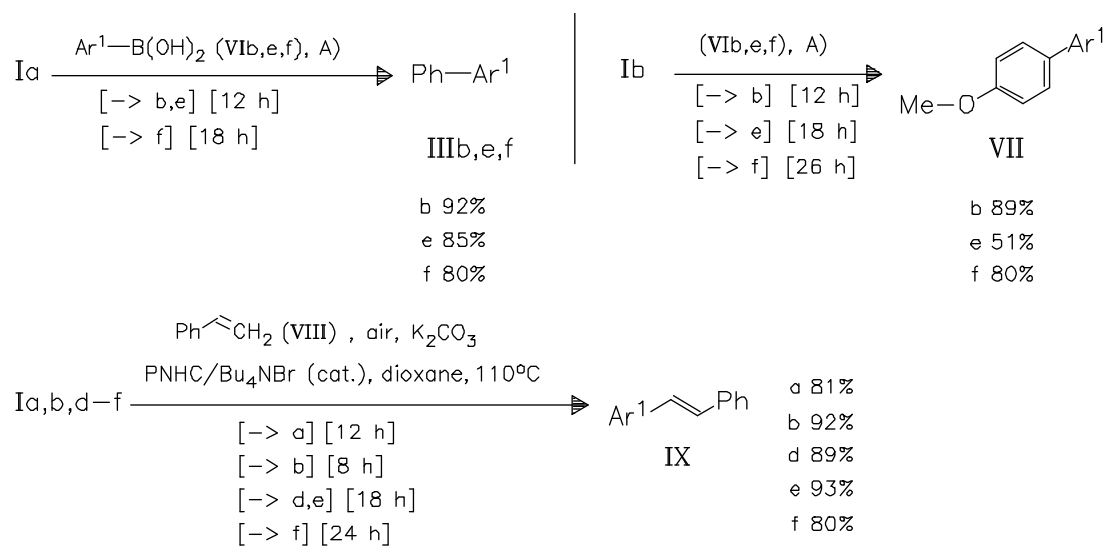 Ar¹—B(OH)₂ (VIb,e,f), A)
Ia
Ph—Ar¹
[-> b,e] [12 h]
[-> f] [18 h]
IIIb,e,f
b 92%
e 85%
f 80%
(VIb,e,f), A)
Ib
Ar¹
[-> b] [12 h]
[-> e] [18 h]
[-> f] [26 h]
Me—O
VII
b 89%
e 51%
f 80%
Ph CH₂ (VIII) , air, K₂CO₃
PNHC/Bu₄NBr (cat.), dioxane, 110°C
Ia,b,d—f
[-> a] [12 h]
[-> b] [8 h]
[-> d,e] [18 h]
[-> f] [24 h]
Ar¹ Ph
IX
a 81%
b 92%
d 89%
e 93%
f 80%